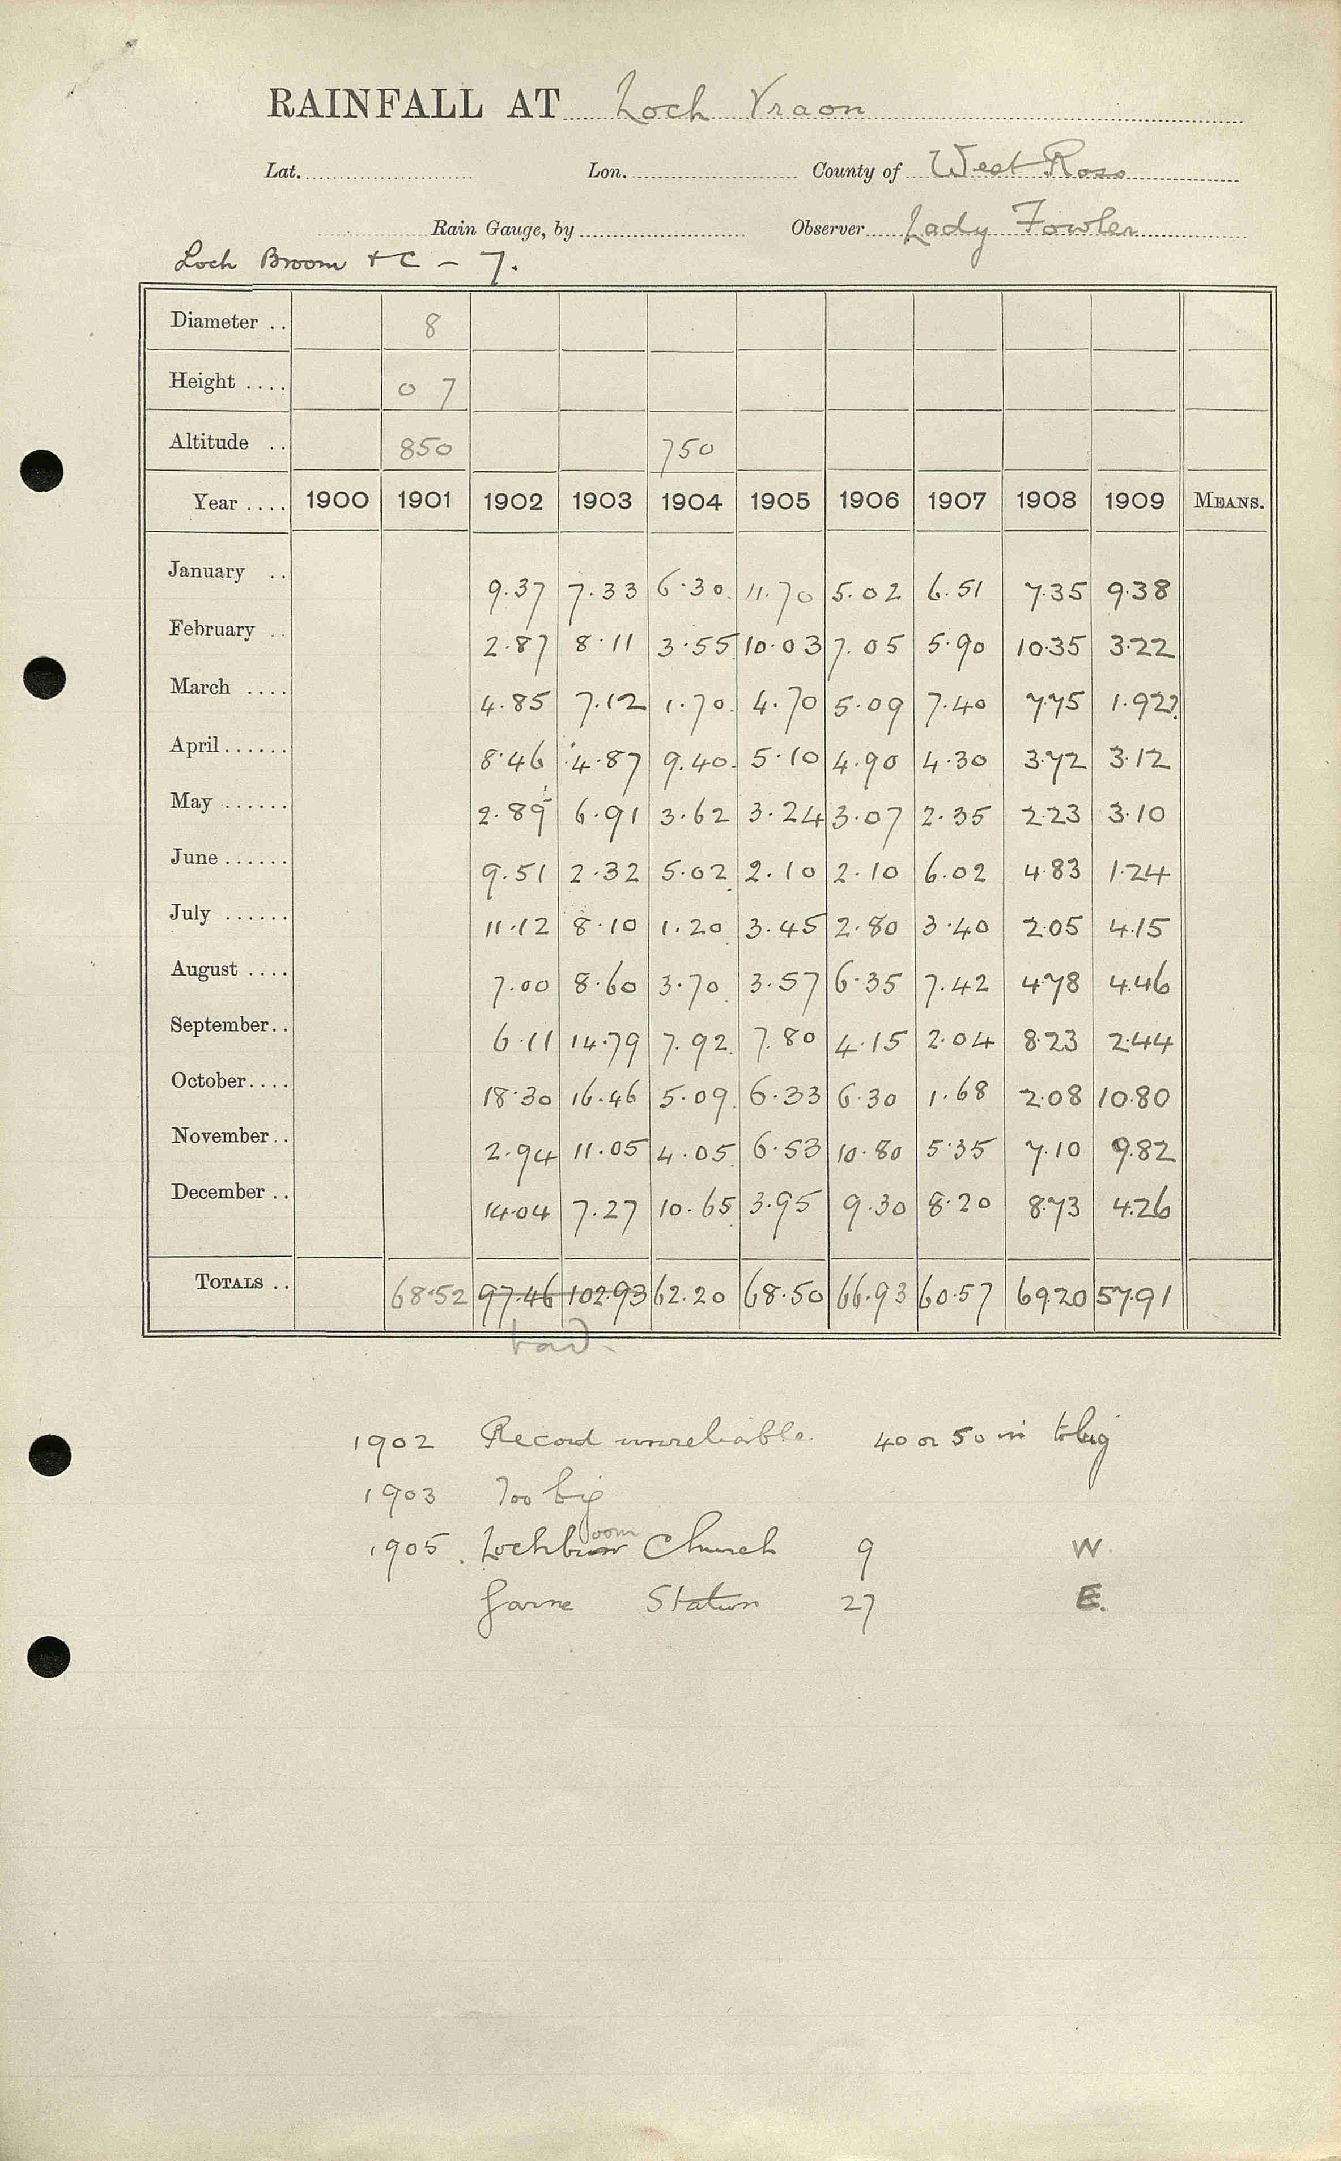 RAINFALL AT Loch Vraon
Lat. Lon. County of West Ross
Rain Gauge, by Observer Lady Fowler
Loch Broom + C – 7.
Diameter .. 8
Height .... 0 7
Altitude .. 850 750
Year .... 1900 1901 1902 1903 1904 1905 1906 1907 1908 1909 MEANS.
January .. 9.37 7.33 6.30 11.70 5.02 6.51 7.35 9.38
February .. 2.87 8.11 3.55 10.03 7.05 5.90 10.35 3.22
March .... 4.85 7.12 1.70 4.70 5.09 7.40 7.75 1.92?
April ...... 8.46 4.87 9.40 5.10 4.90 4.30 3.72 3.12
May ...... 2.89 6.91 3.62 3.24 3.07 2.35 2.23 3.10
June ...... 9.51 2.32 5.02 2.10 2.10 6.02 4.83 1.24
July ...... 11.12 8.10 1.20 3.45 2.80 3.40 2.05 4.15
August .... 7.00 8.60 3.70 3.57 6.35 7.42 4.78 4.46
September .. 6.11 14.79 7.92 7.80 4.15 2.04 8.23 2.44
October .... 18.30 16.46 5.09 6.33 6.30 1.68 2.08 10.80
November .. 2.94 11.05 4.05 6.53 10.80 5.35 7.10 9.82
December .. 14.04 7.27 10.65 3.95 9.30 8.20 8.73 4.26
TOTALS .. 68.52 97.46 102.93 62.20 68.50 66.93 60.57 69.20 57.91
bad.
1902 Record unreliable. 40 or 50 in too big
1903 Too big
1905. Lochbroom Church 9 W.
Garve Station 27 E.